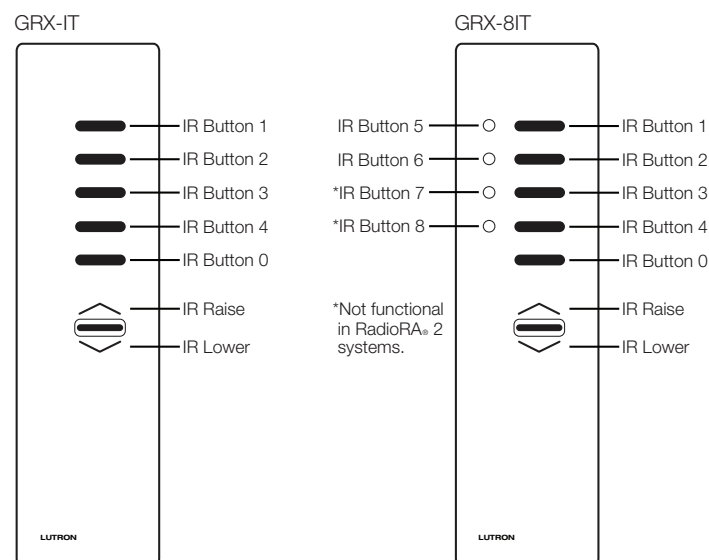 GRX-IT
IR Button 1
IR Button 2
IR Button 3
IR Button 4
IR Button 0
IR Raise
IR Lower
LUTRON
GRX-8IT
IR Button 5
IR Button 6
*IR Button 7
*IR Button 8
*Not functional
in RadioRA® 2
systems.
IR Button 1
IR Button 2
IR Button 3
IR Button 4
IR Button 0
IR Raise
IR Lower
LUTRON